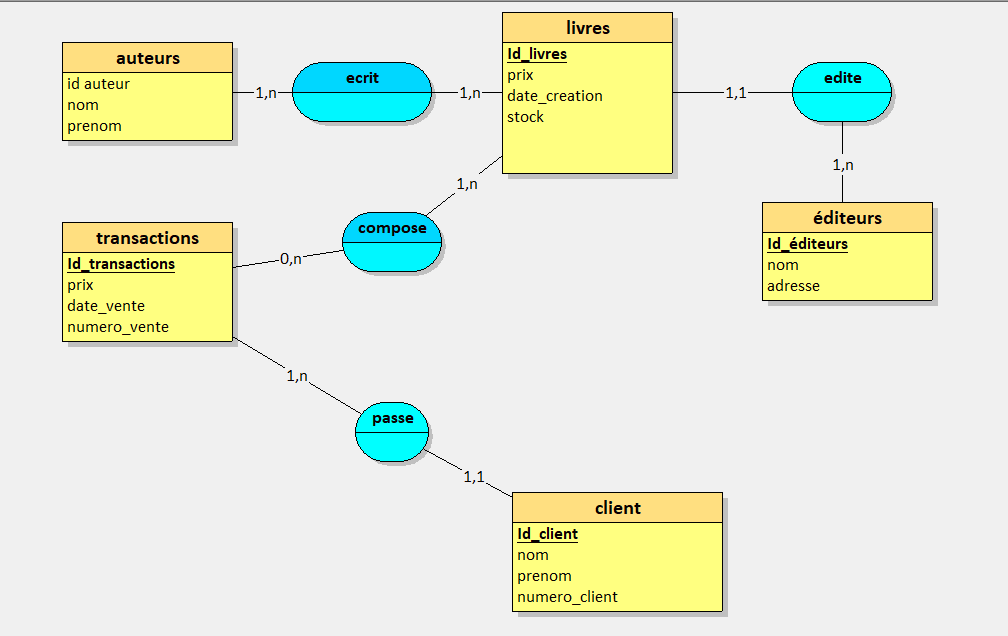 auteurs
id auteur
nom
prenom
1,n
ecrit
1,n
livres
Id_livres
prix
date_creation
stock
1,1
edite
1,n
éditeurs
Id_éditeurs
nom
adresse
1,n
compose
0,n
transactions
Id_transactions
prix
date_vente
numero_vente
1,n
passe
1,1
client
Id_client
nom
prenom
numero_client